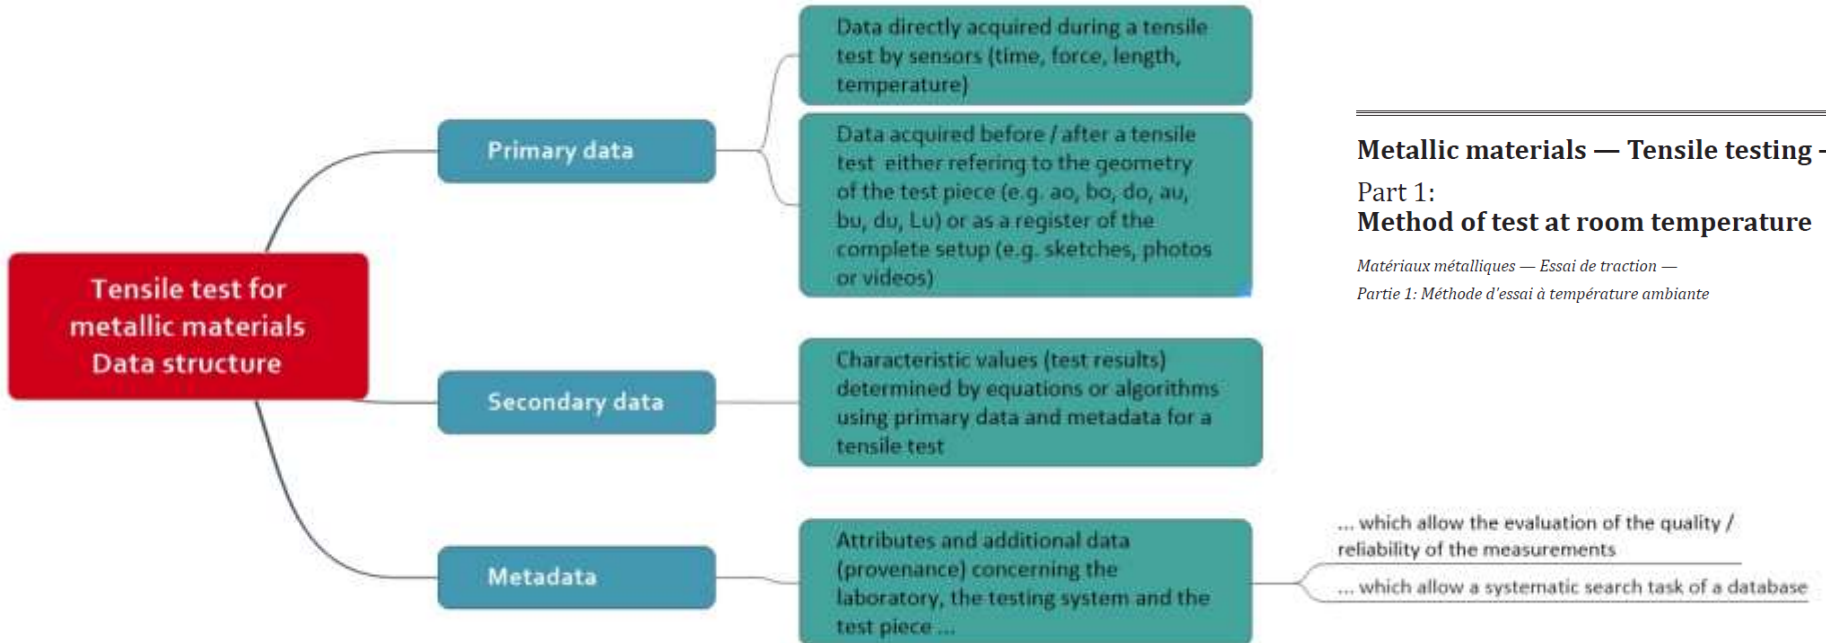 Tensile test for
metallic materials
Data structure
Primary data
Data directly acquired during a tensile
test by sensors (time, force, length,
temperature)
Data acquired before / after a tensile
test either refering to the geometry
of the test piece (e.g. ao, bo, do, au,
bu, du, Lu) or as a register of the
complete setup (e.g. sketches, photos
or videos)
Secondary data
Characteristic values (test results)
determined by equations or algorithms
using primary data and metadata for a
tensile test
Metadata
Attributes and additional data
(provenance) concerning the
laboratory, the testing system and the
test piece ...
... which allow the evaluation of the quality /
reliability of the measurements
... which allow a systematic search task of a database
Metallic materials — Tensile testing -
Part 1:
Method of test at room temperature
Matériaux métalliques — Essai de traction —
Partie 1: Méthode d'essai à température ambiante